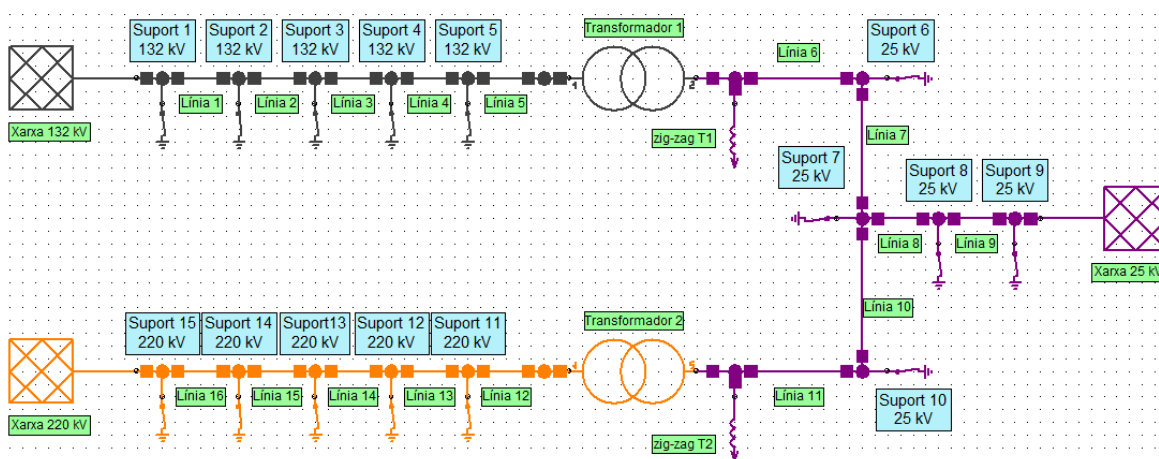 Suport 1
132 kV
Suport 2
132 kV
Suport 3
132 kV
Suport 4
132 kV
Suport 5
132 kV
Transformador 1
Línia 6
Suport 6
25 kV
Línia 1
Línia 2
Línia 3
Línia 4
Línia 5
1
2
Xarxa 132 kV
zig-zag T1
Línia 7
Suport 7
25 kV
Suport 8
25 kV
Suport 9
25 kV
Línia 8
Línia 9
Xarxa 25 kV
Línia 10
Suport 15
220 kV
Suport 14
220 kV
Suport13
220 kV
Suport 12
220 kV
Suport 11
220 kV
Transformador 2
Línia 16
Línia 15
Línia 14
Línia 13
Línia 12
Línia 11
Suport 10
25 kV
Xarxa 220 kV
zig-zag T2